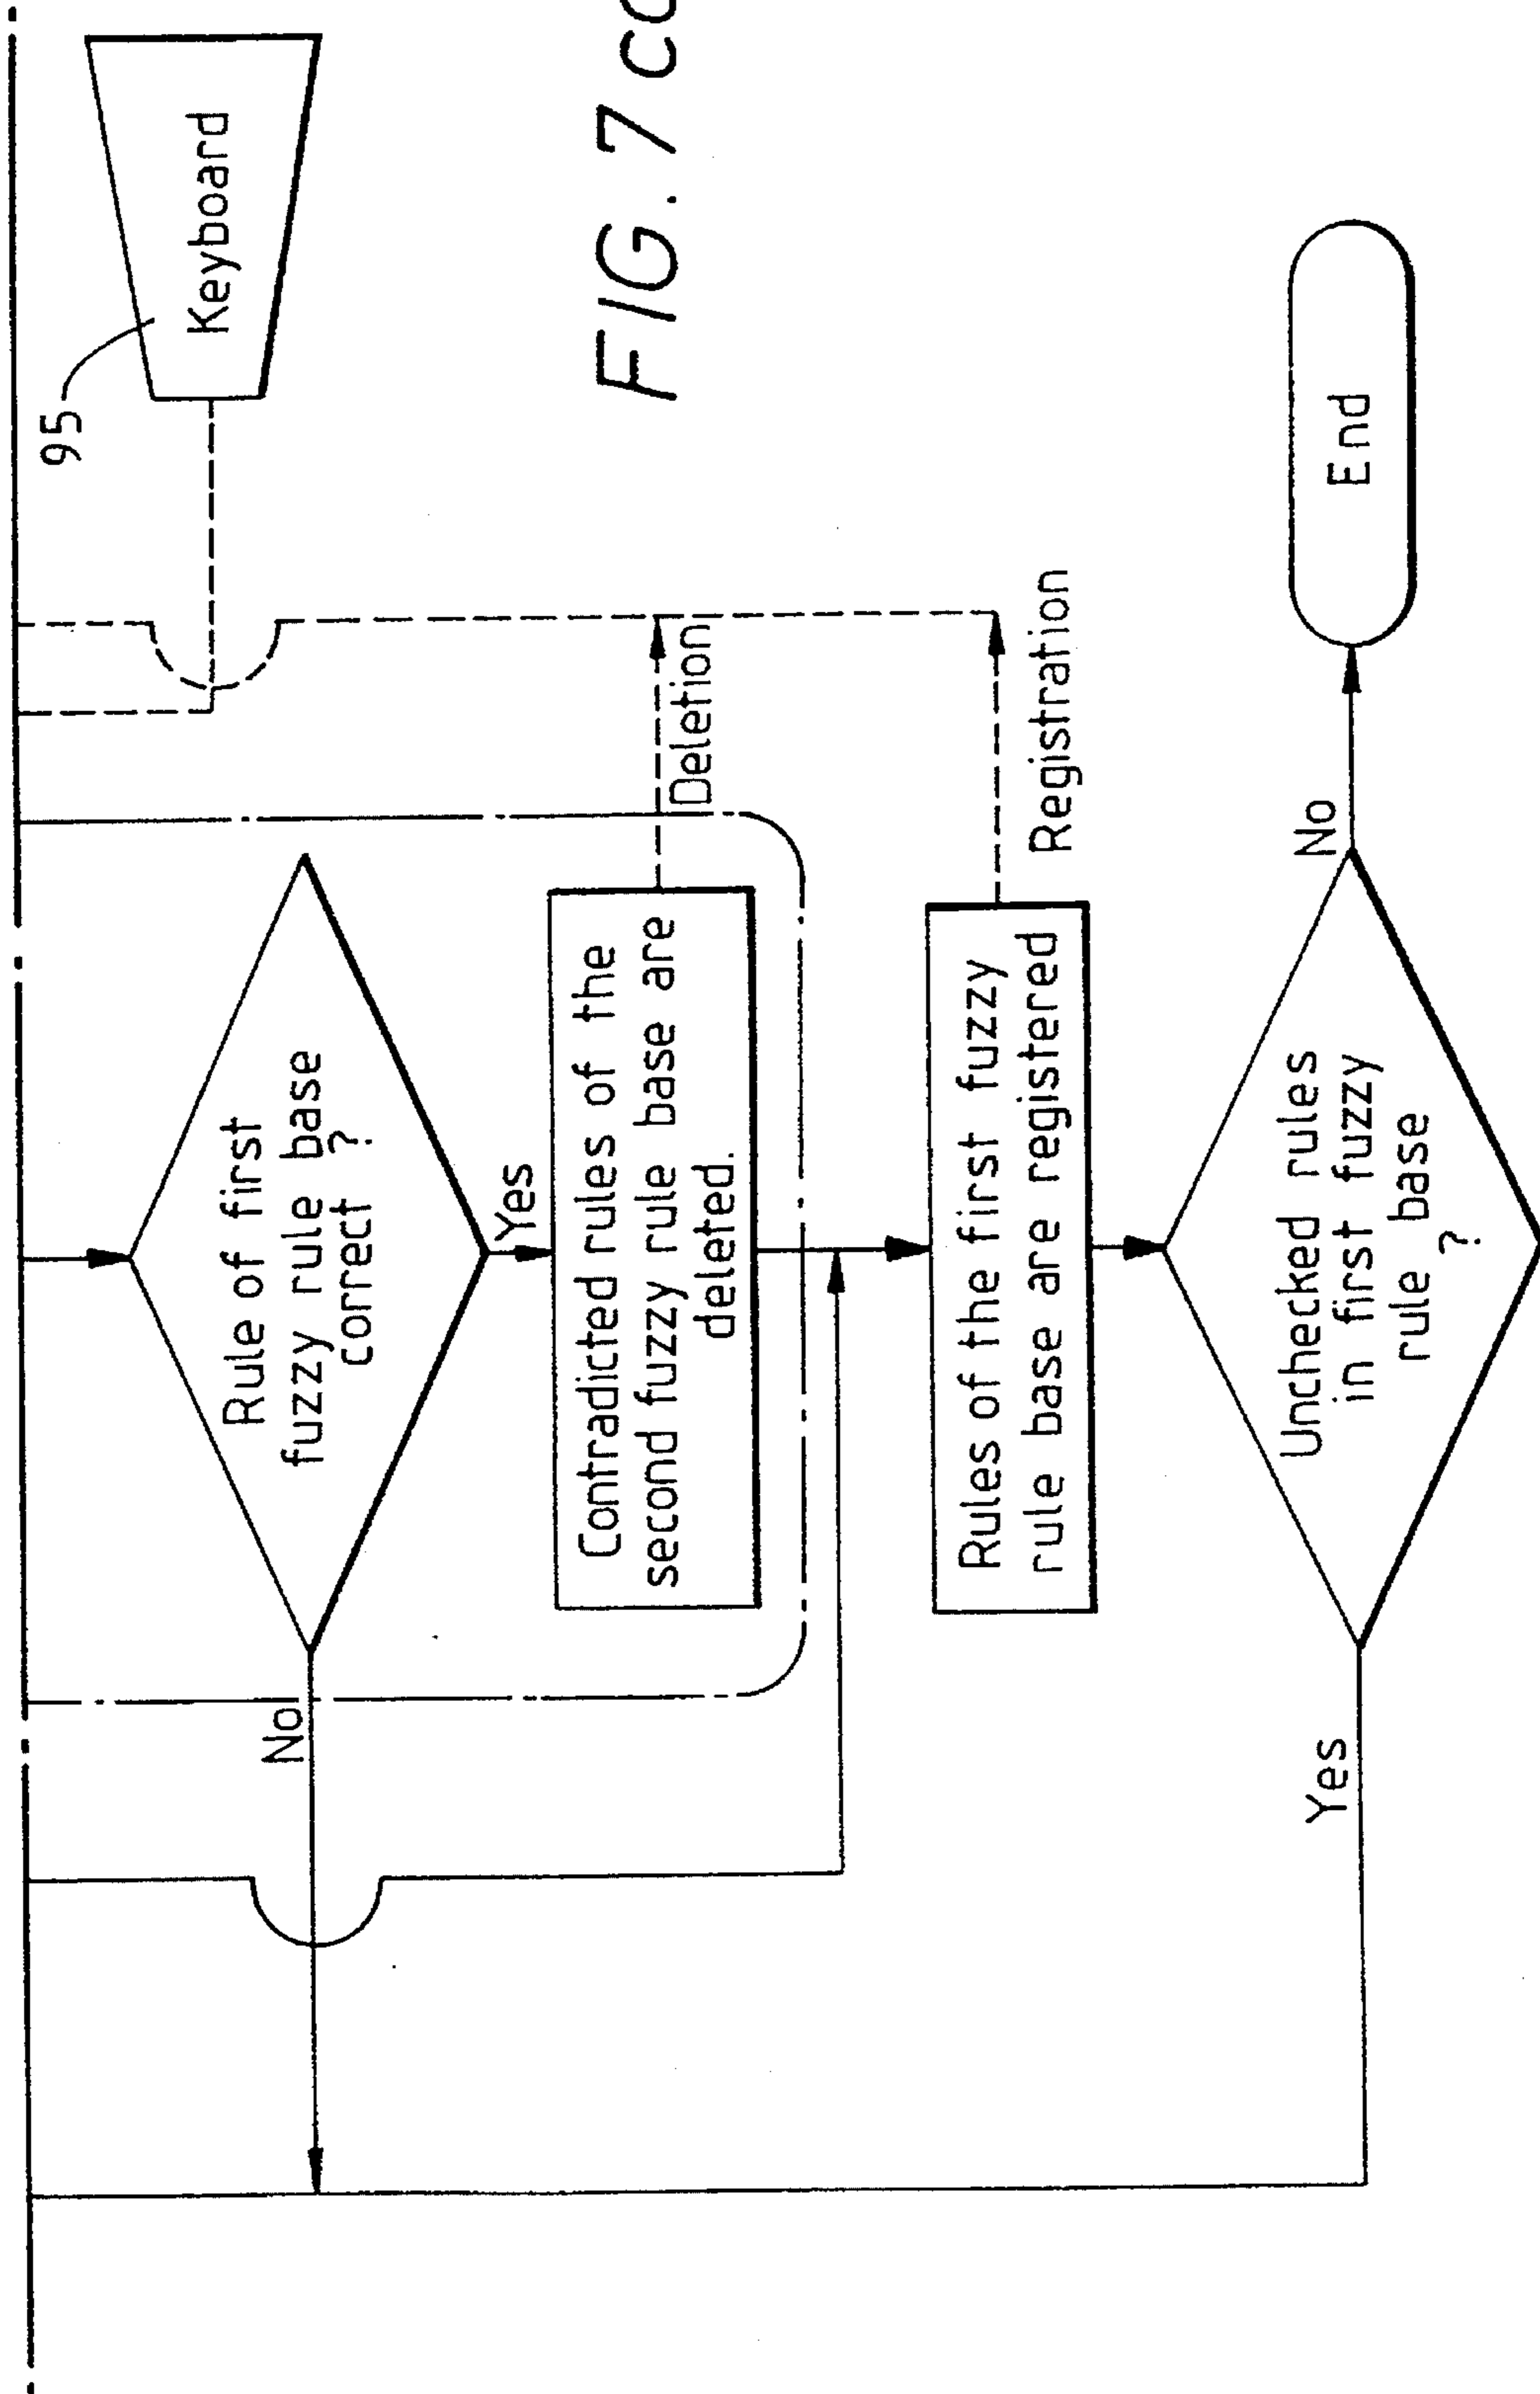 Rule of first
fuzzy rule base
correct ?
No
Yes
Contradicted rules of the
second fuzzy rule base are
deleted.
Deletion
95
Keyboard
Rules of the first fuzzy
rule base are registered
Registration
Unchecked rules
in first fuzzy
rule base
?
Yes
No
End
FIG. 7